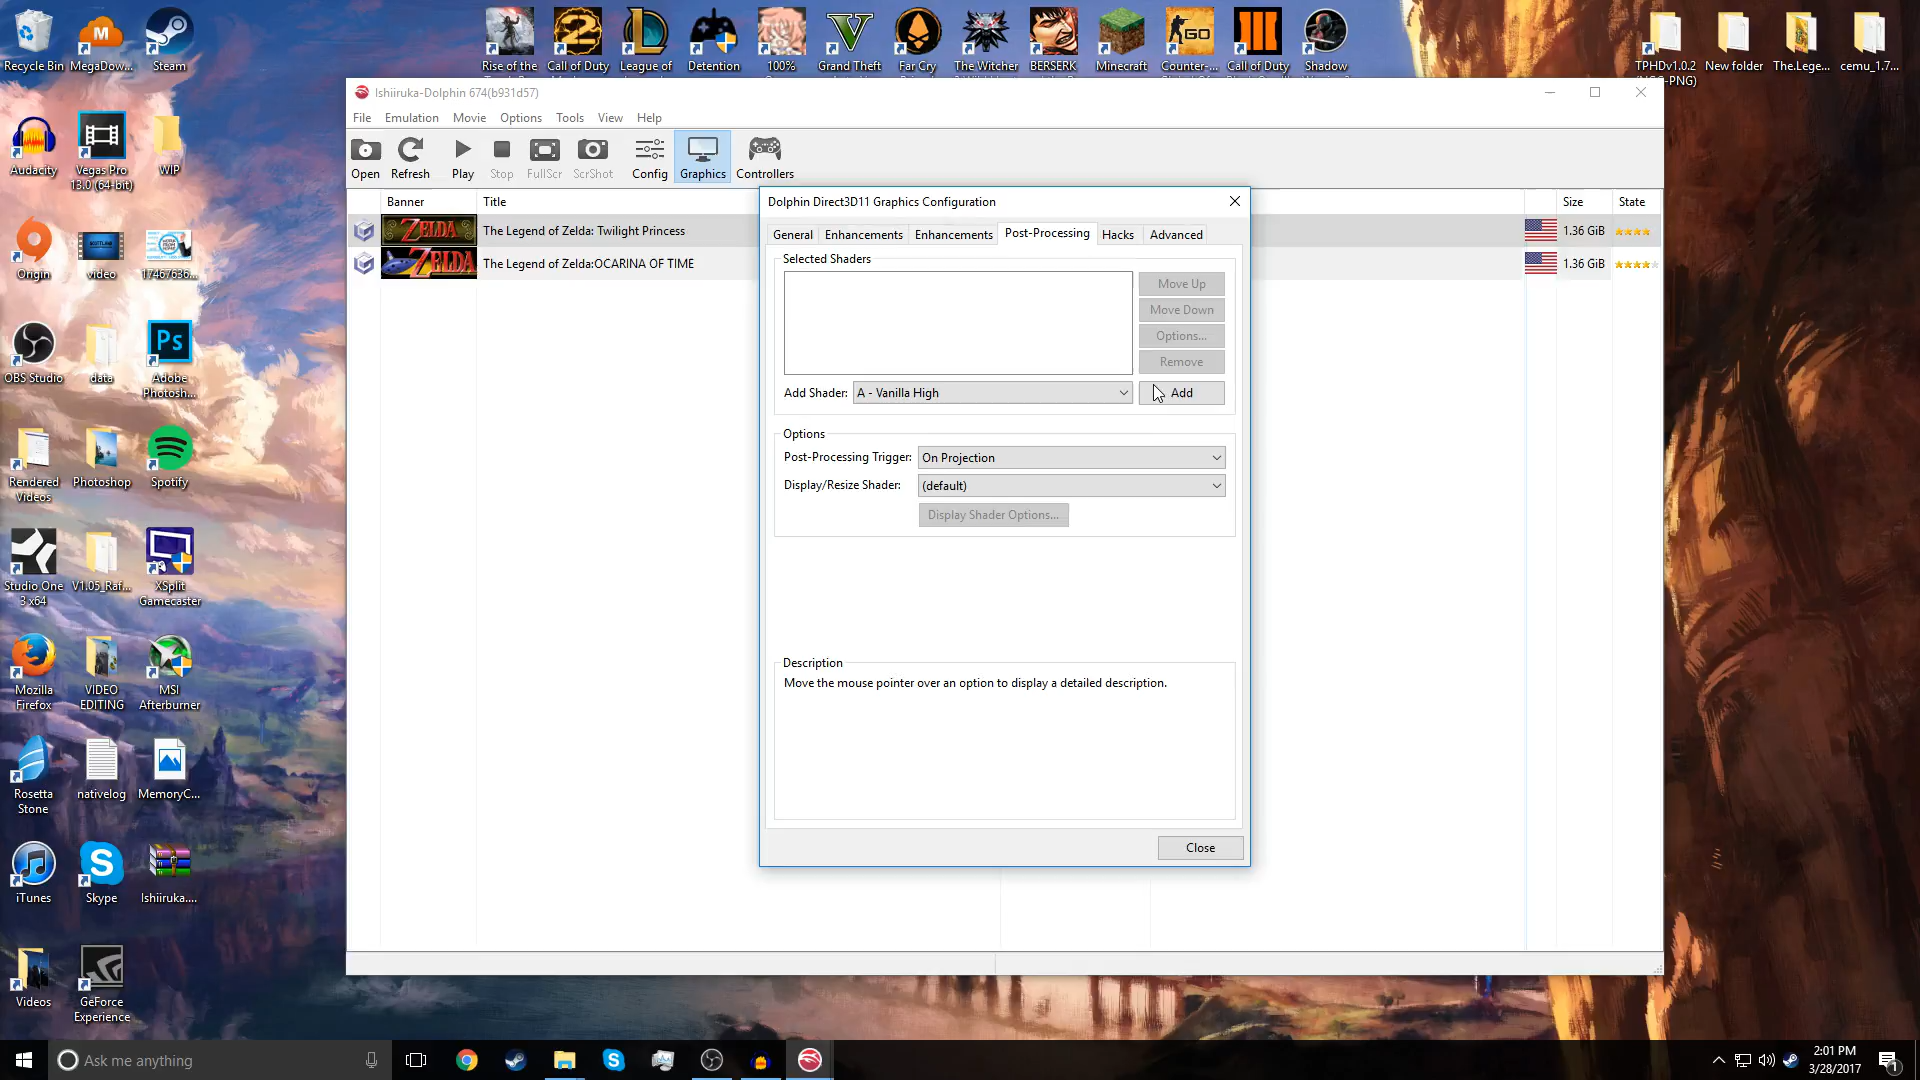 Recycle Bin
MegaDow...
Steam
Rise of the
Call of Duty
League of
Detention
100%
Grand Theft
Far Cry
The Witcher
BERSERK
Minecraft
Counter-...
Call of Duty
Shadow
TPHDv1.0.2
New folder
The.Lege...
cemu_1.7...
Ishiiruka-Dolphin 674(b931d57)
File Emulation Movie Options Tools View Help
Open Refresh Play Stop FullScr ScrShot Config Graphics Controllers
Banner Title Size State
ZELDA The Legend of Zelda: Twilight Princess 1.36 GiB
ZELDA The Legend of Zelda:OCARINA OF TIME 1.36 GiB
Dolphin Direct3D11 Graphics Configuration
General Enhancements Enhancements Post-Processing Hacks Advanced
Selected Shaders
Move Up
Move Down
Options...
Remove
Add Shader: A - Vanilla High Add
Options
Post-Processing Trigger: On Projection
Display/Resize Shader: (default)
Display Shader Options...
Description
Move the mouse pointer over an option to display a detailed description.
Close
Audacity
Vegas Pro
13.0 (64-bit)
WIP
Origin
video
17467636...
OBS Studio
data
Ps
Adobe
Photosh...
Rendered
Videos
Photoshop
Spotify
Studio One
3 x64
V1.05_Raf...
XSplit
Gamecaster
Mozilla
Firefox
VIDEO
EDITING
MSI
Afterburner
Rosetta
Stone
nativelog
MemoryC...
iTunes
Skype
Ishiiruka....
Videos
GeForce
Experience
Ask me anything
2:01 PM
3/28/2017